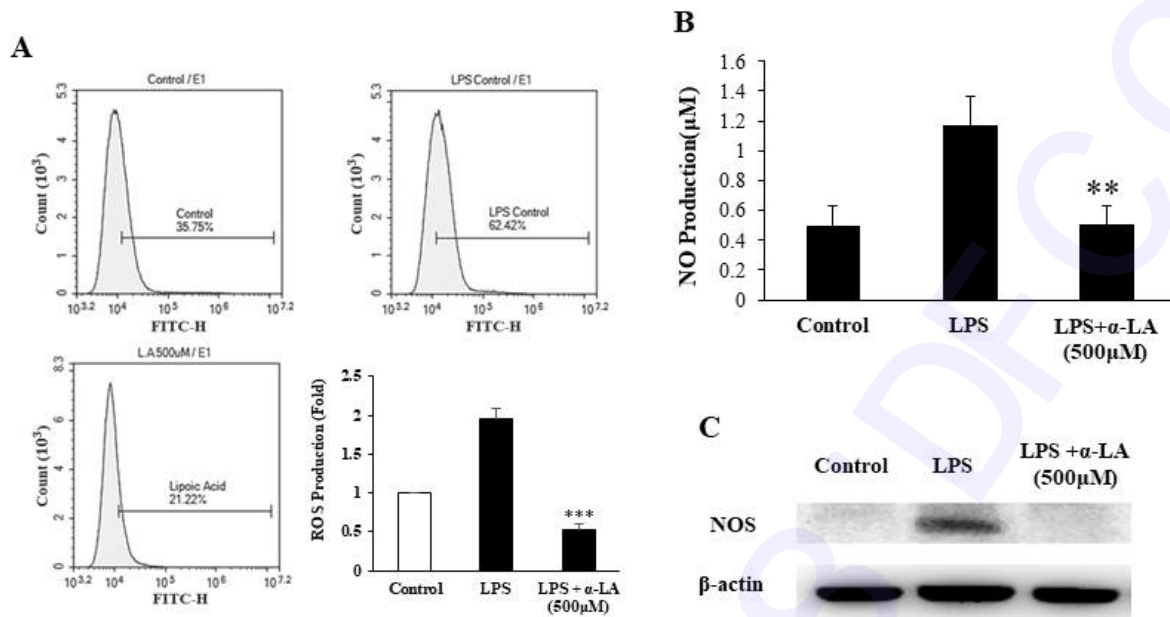 A
Control / E1
5.3
4
3
2
1
0
Count (10³)
Control
35.75%
10³·² 10⁴ 10⁵ 10⁶ 10⁷·²
FITC-H
LPS Control / E1
5.3
4
3
2
1
0
Count (10³)
LPS Control
62.42%
10³·² 10⁴ 10⁵ 10⁶ 10⁷·²
FITC-H
L.A 500uM / E1
8.3
6
4
2
0
Count (10³)
Lipoic Acid
21.22%
10³·² 10⁴ 10⁵ 10⁶ 10⁷·²
FITC-H
2.5
2
1.5
1
0.5
0
ROS Production (Fold)
***
Control LPS LPS + α-LA
(500µM)
B
1.6
1.4
1.2
1
0.8
0.6
0.4
0.2
0
NO Production(µM)
**
Control LPS LPS+α-LA
(500µM)
C
Control LPS LPS +α-LA
(500µM)
NOS
β-actin